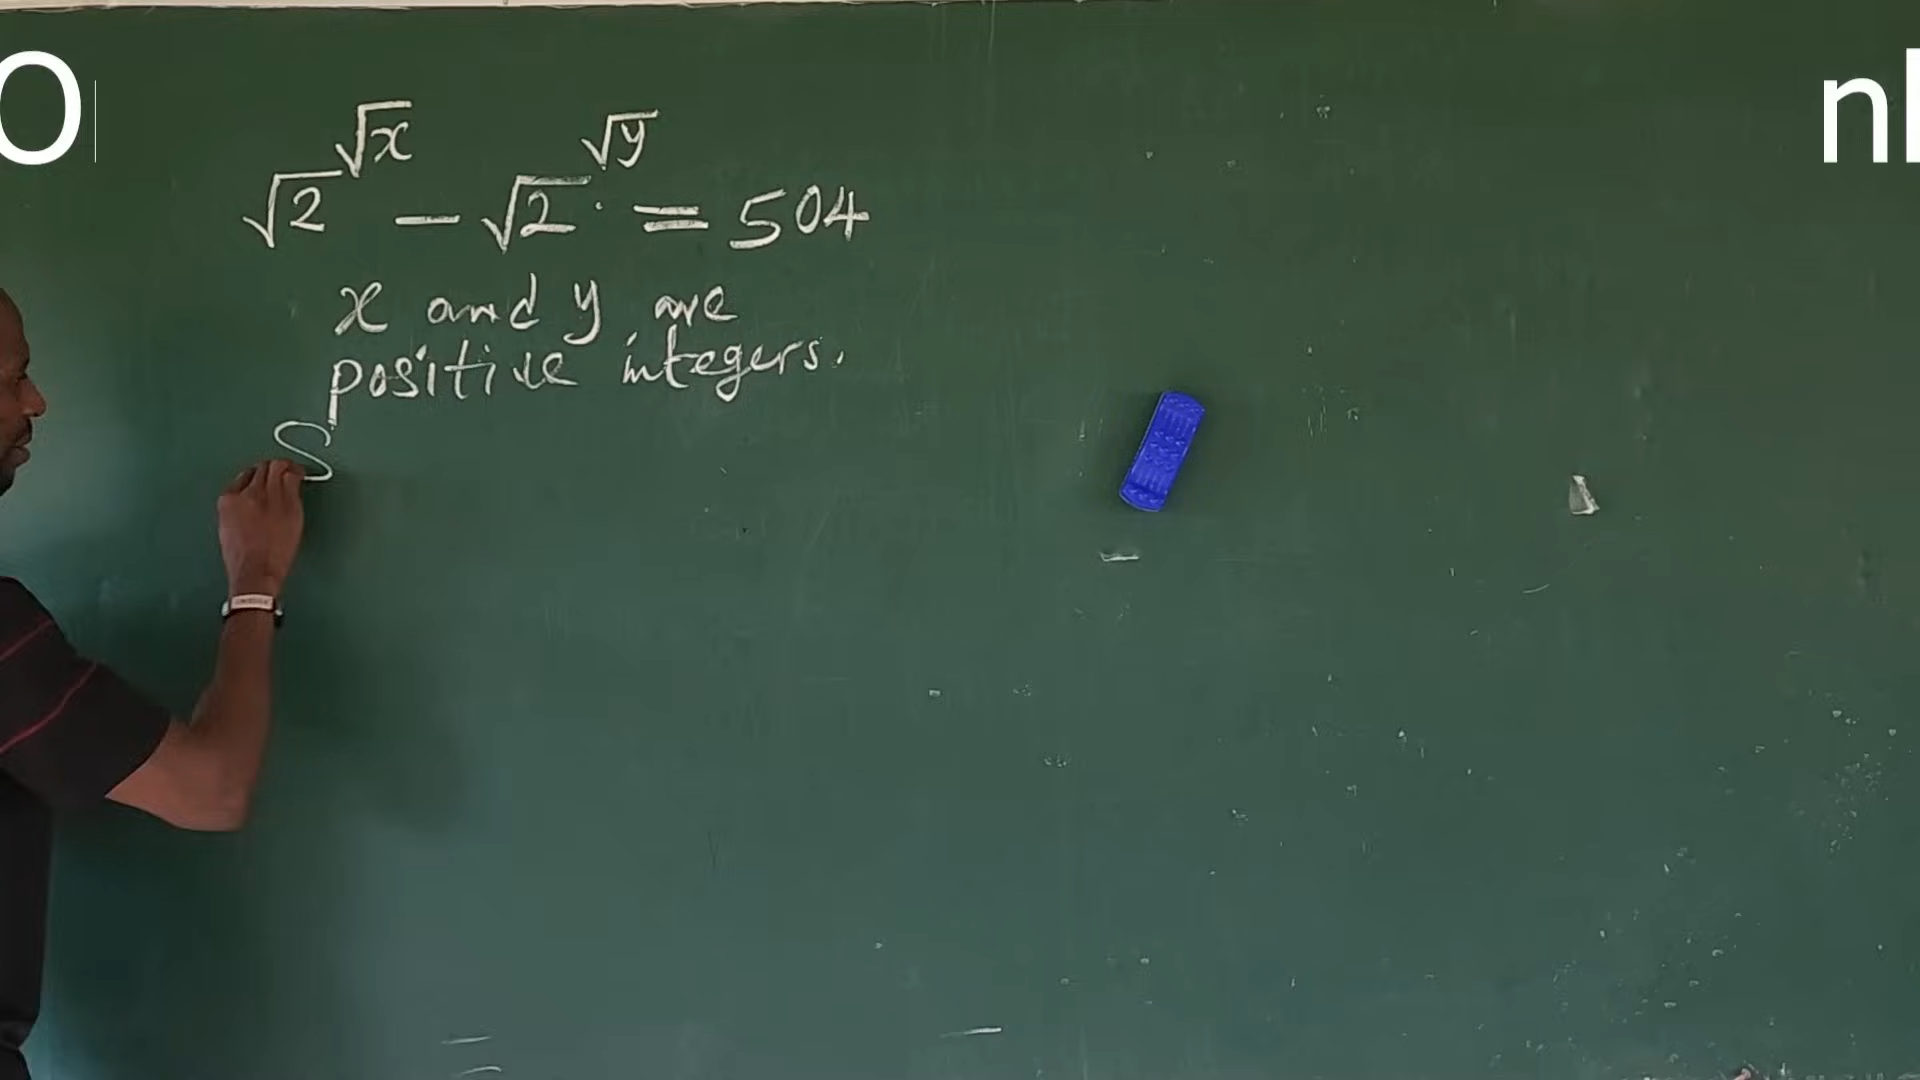 √2^√x − √2^√y = 504
x and y are
positive integers.
S